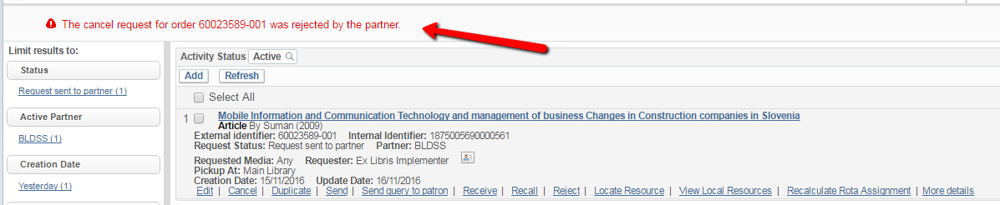 The cancel request for order 60023589-001 was rejected by the partner.
Limit results to:
Status
Request sent to partner (1)
Active Partner
BLDSS (1)
Creation Date
Yesterday (1)
Activity Status Active
Add Refresh
Select All
1 Mobile Information and Communication Technology and management of business Changes in Construction companies in Slovenia
Article By Suman (2009)
External identifier: 60023589-001 Internal Identifier: 1875005690000561
Request Status: Request sent to partner Partner: BLDSS
Requested Media: Any Requester: Ex Libris Implementer
Pickup At: Main Library
Creation Date: 15/11/2016 Update Date: 16/11/2016
Edit | Cancel | Duplicate | Send | Send query to patron | Receive | Recall | Reject | Locate Resource | View Local Resources | Recalculate Rota Assignment | More details